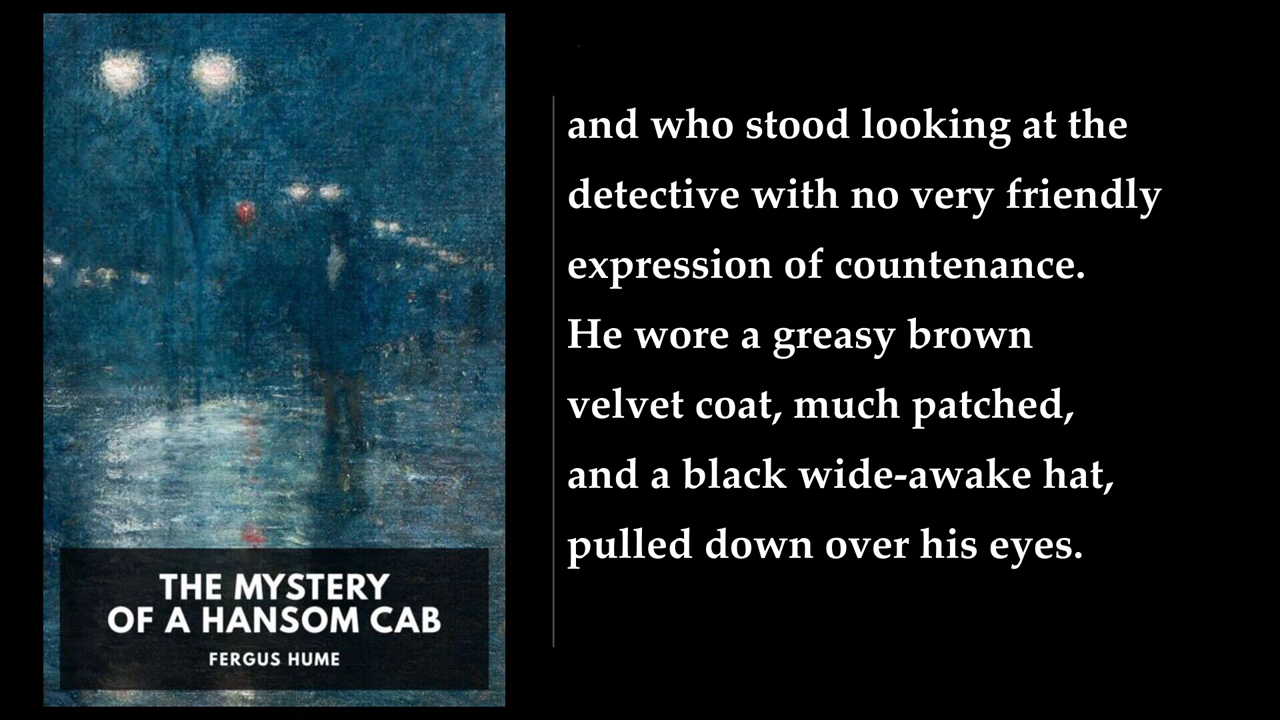 and who stood looking at the
detective with no very friendly
expression of countenance.
He wore a greasy brown
velvet coat, much patched,
and a black wide-awake hat,
pulled down over his eyes.
THE MYSTERY
OF A HANSOM CAB
FERGUS HUME